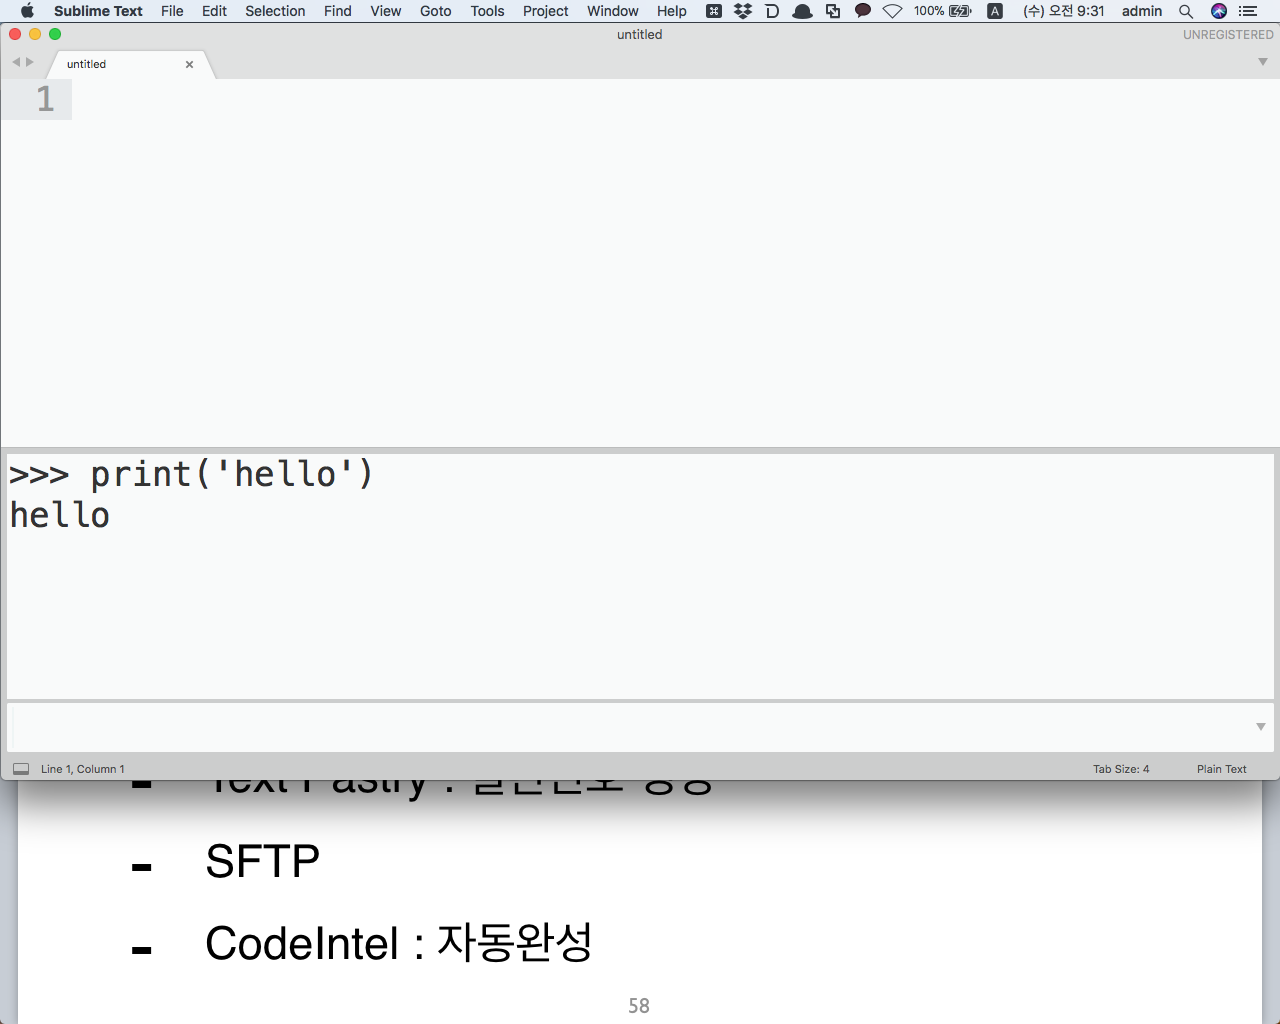 Sublime Text File Edit Selection Find View Goto Tools Project Window Help 100% A (수) 오전 9:31 admin
untitled UNREGISTERED
untitled ×
1
>>> print('hello')
hello
Line 1, Column 1 Tab Size: 4 Plain Text
- Text Pastry :
- SFTP
- CodeIntel : 자동완성
58